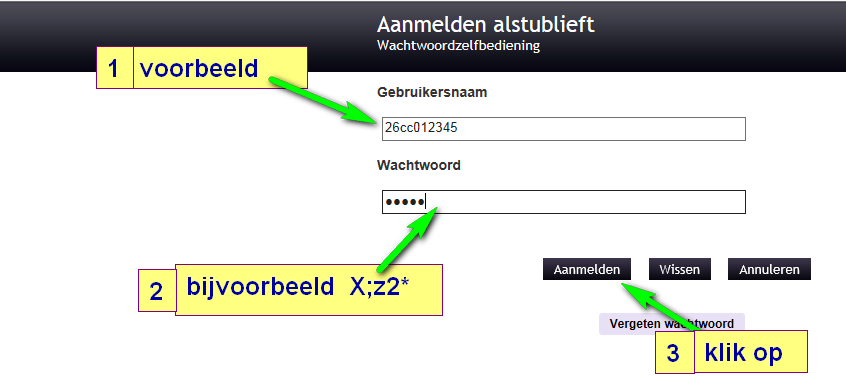 Aanmelden alstublieft
Wachtwoordzelfbediening
1 voorbeeld
Gebruikersnaam
26cc012345
Wachtwoord
●●●●●
2 bijvoorbeeld X;z2*
Aanmelden Wissen Annuleren
Vergeten wachtwoord
3 klik op